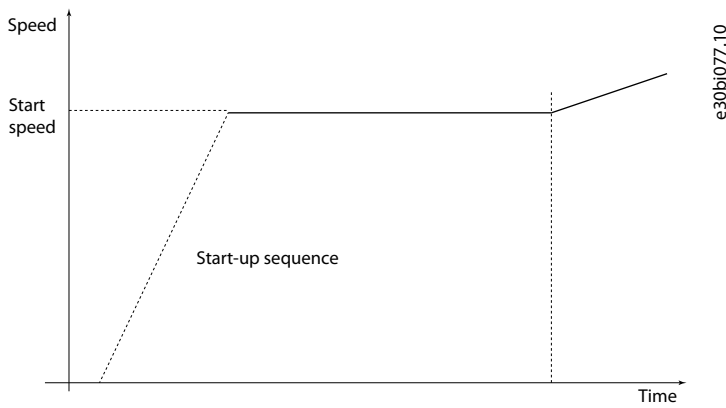 Speed
Start
speed
Start-up sequence
Time
e30bi077.10